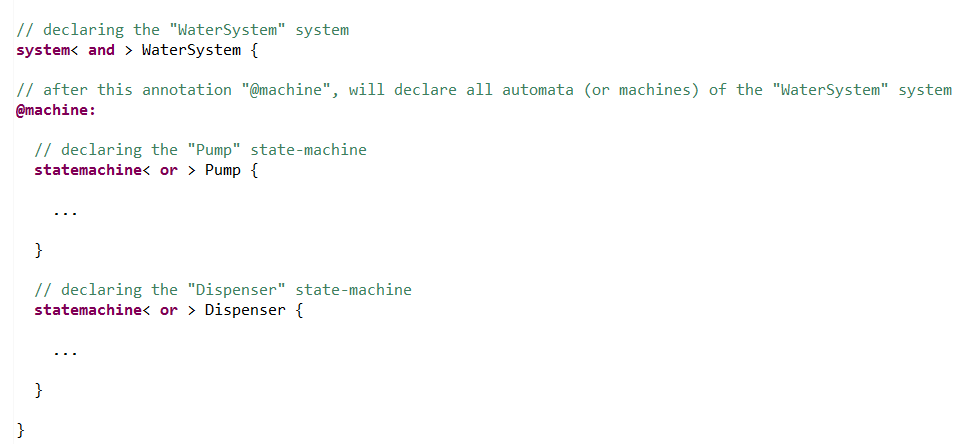 // declaring the "WaterSystem" system
system< and > WaterSystem {
// after this annotation "@machine", will declare all automata (or machines) of the "WaterSystem" system
@machine:
// declaring the "Pump" state-machine
statemachine< or > Pump {
...
}
// declaring the "Dispenser" state-machine
statemachine< or > Dispenser {
...
}
}